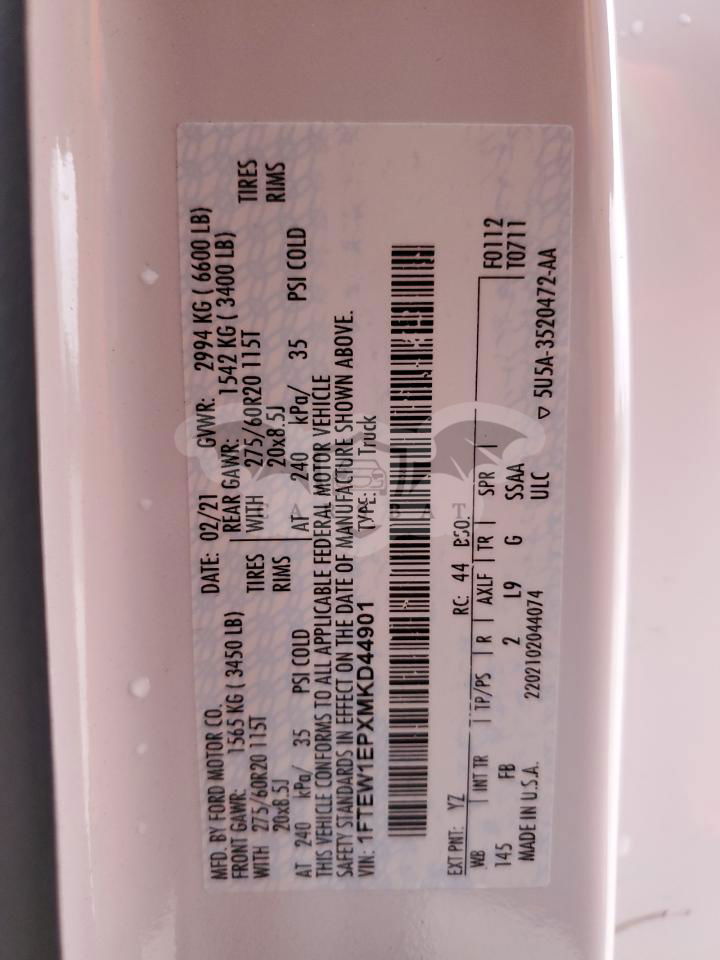 MFD. BY FORD MOTOR CO.
DATE: 02/21 GVWR: 2994 KG ( 6600 LB)
FRONT GAWR: 1565 KG ( 3450 LB) REAR GAWR: 1542 KG ( 3400 LB)
WITH 275/60R20 115T TIRES WITH 275/60R20 115T TIRES
20x8.5J RIMS 20x8.5J RIMS
AT 240 kPa/ 35 PSI COLD AT 240 kPa/ 35 PSI COLD
THIS VEHICLE CONFORMS TO ALL APPLICABLE FEDERAL MOTOR VEHICLE
SAFETY STANDARDS IN EFFECT ON THE DATE OF MANUFACTURE SHOWN ABOVE.
VIN: 1FTEW1EPXMKD44901 TYPE: Truck
EXT PNT: YZ RC: 44
WB INT TR TP/PS R AXLF TR SPR F0112
145 FB 2 L9 G SSAA T0711
MADE IN U.S.A. 2202102044074 ULC ▽ 5U5A-3520472-AA